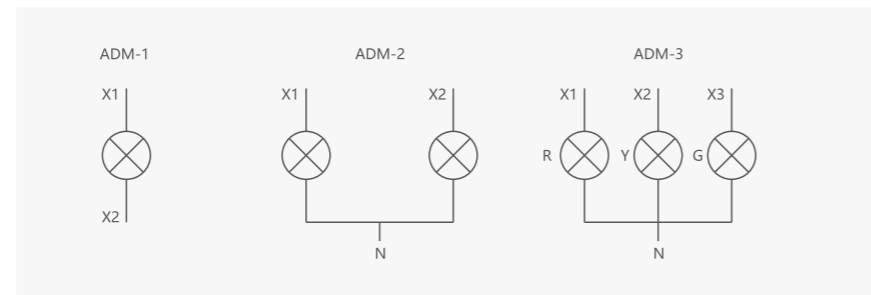 ADM-1 ADM-2 ADM-3
X1 X1 X2 X1 X2 X3
R Y G
X2
N N